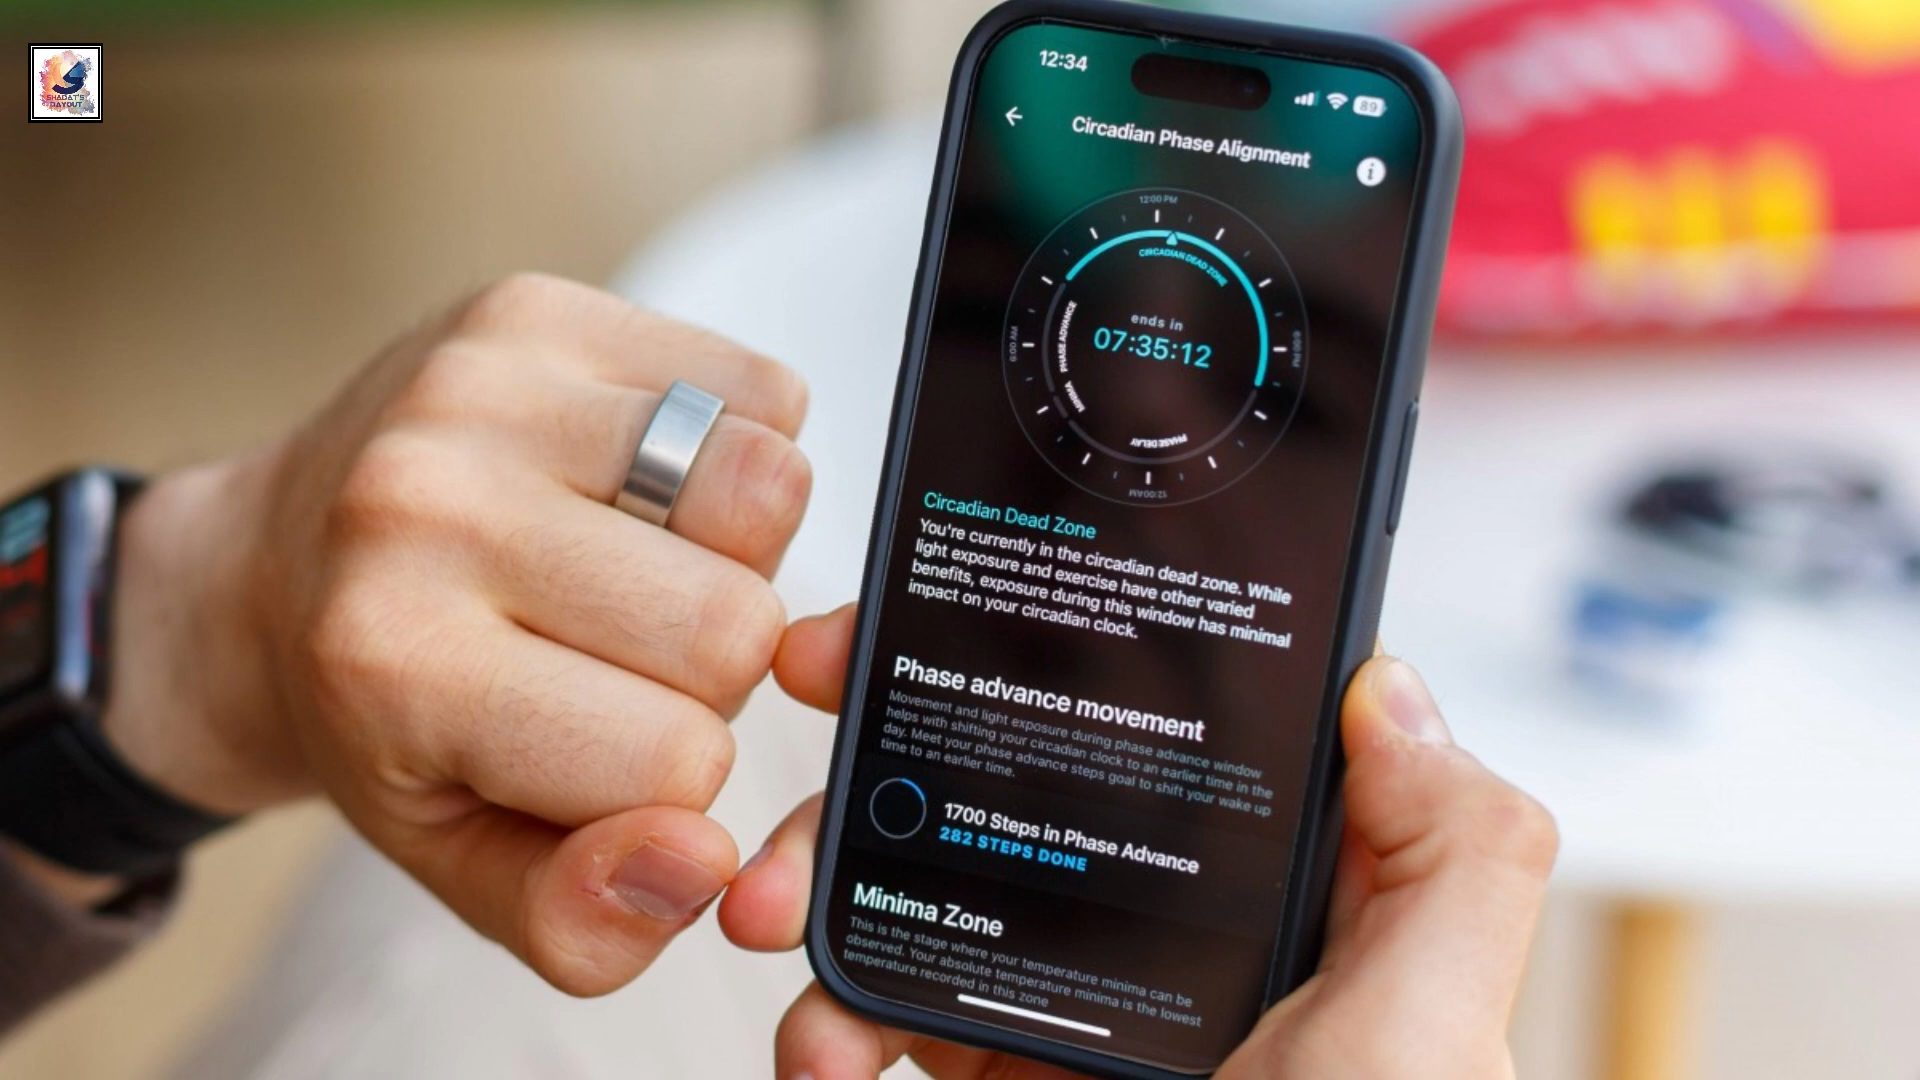 SHADAT'S
DAYOUT
12:34
89
Circadian Phase Alignment
i
12:00 PM
CIRCADIAN DEAD ZONE
PHASE ADVANCE
ends in
07:35:12
9:00 AM
6:00 PM
MINIMA
PHASE DELAY
12:00AM
Circadian Dead Zone
You're currently in the circadian dead zone. While
light exposure and exercise have other varied
benefits, exposure during this window has minimal
impact on your circadian clock.
Phase advance movement
Movement and light exposure during phase advance window
helps with shifting your circadian clock to an earlier time in the
day. Meet your phase advance steps goal to shift your wake up
time to an earlier time.
1700 Steps in Phase Advance
282 STEPS DONE
Minima Zone
This is the stage where your temperature minima can be
observed. Your absolute temperature minima is the lowest
temperature recorded in this zone